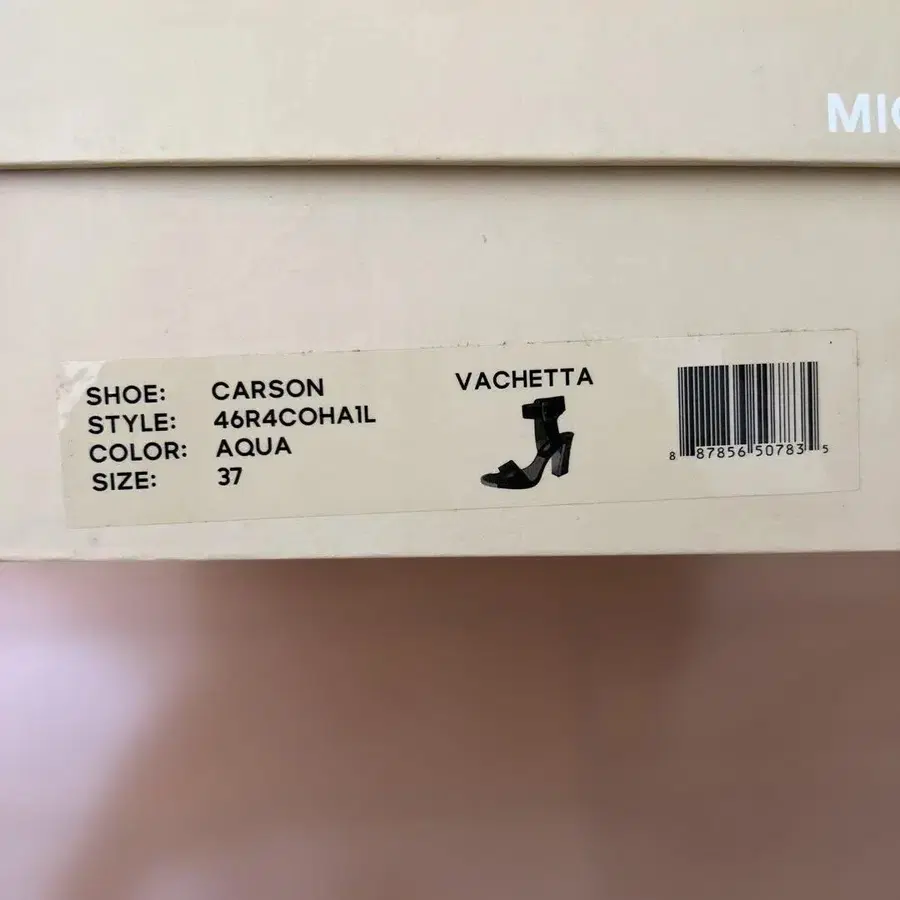 MIC
SHOE: CARSON
STYLE: 46R4COHA1L
COLOR: AQUA
SIZE: 37
VACHETTA
8 87856 50783 5